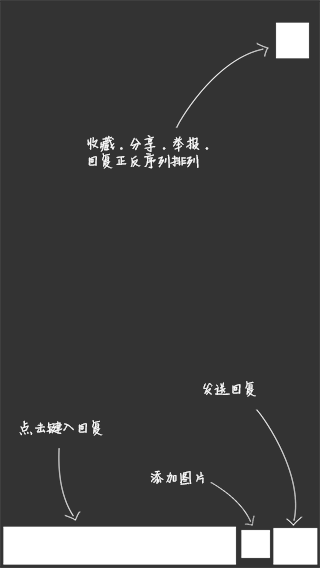 收藏．分享．举报．
回复正反序列排列
发送回复
点击键入回复
添加图片